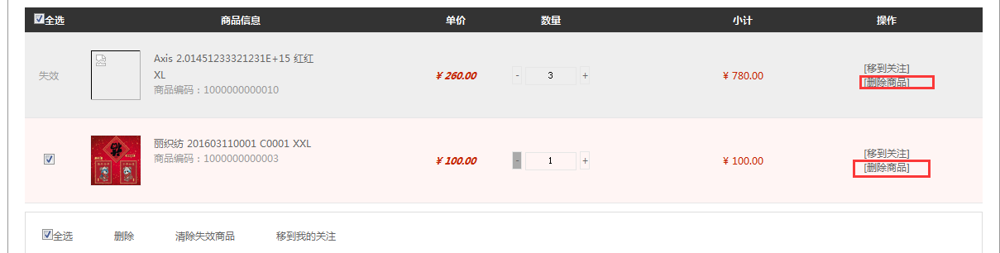 全选 商品信息 单价 数量 小计 操作
Axis 2.01451233321231E+15 红红
XL
商品编码：1000000000010
失效 ¥ 260.00 - 3 + ¥ 780.00
[移到关注]
[删除商品]
丽织纺 201603110001 C0001 XXL
商品编码：1000000000003
¥ 100.00 - 1 + ¥ 100.00
[移到关注]
[删除商品]
全选 删除 清除失效商品 移到我的关注